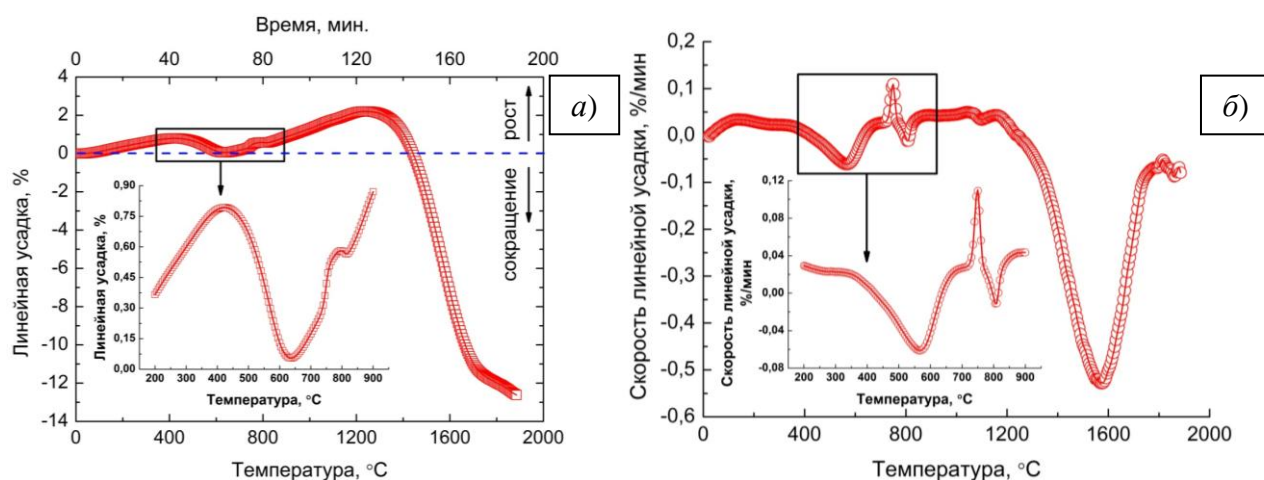 Время, мин.
0 40 80 120 160 200
4
2
0
-2
-4
-6
-8
-10
-12
-14
Линейная усадка, %
рост
сокращение
а)
0,90
0,75
0,60
0,45
0,30
0,15
0,00
Линейная усадка, %
200 300 400 500 600 700 800 900
Температура, °C
0 400 800 1200 1600 2000
Температура, °C
0,2
0,1
0,0
-0,1
-0,2
-0,3
-0,4
-0,5
-0,6
Скорость линейной усадки, %/мин
б)
0,12
0,08
0,04
0,00
-0,04
-0,08
Скорость линейной усадки,
%/мин
200 300 400 500 600 700 800 900
Температура, °C
0 400 800 1200 1600 2000
Температура, °C